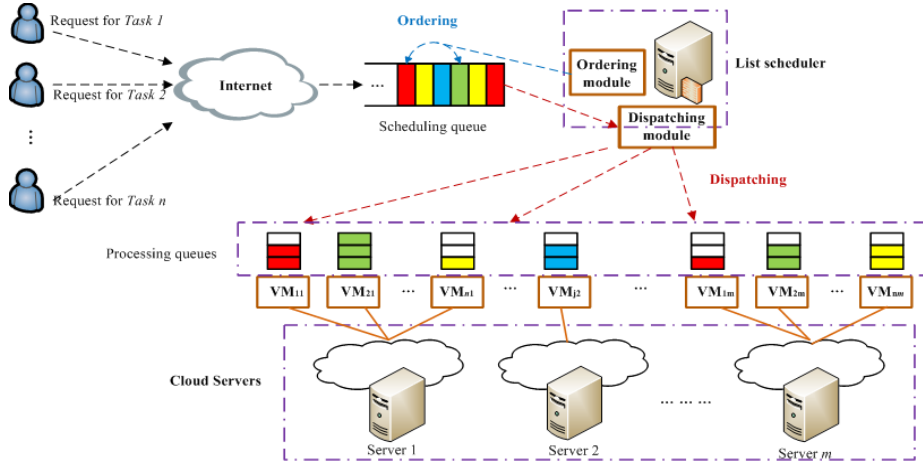 Request for Task 1
Ordering
Request for Task 2
Internet
...
Ordering
module
List scheduler
...
Scheduling queue
Dispatching
module
Request for Task n
Dispatching
Processing queues
VM11
VM21
...
VMn1
...
VMj2
...
VM1m
VM2m
...
VMnm
Cloud Servers
... ... ...
Server 1
Server 2
Server m